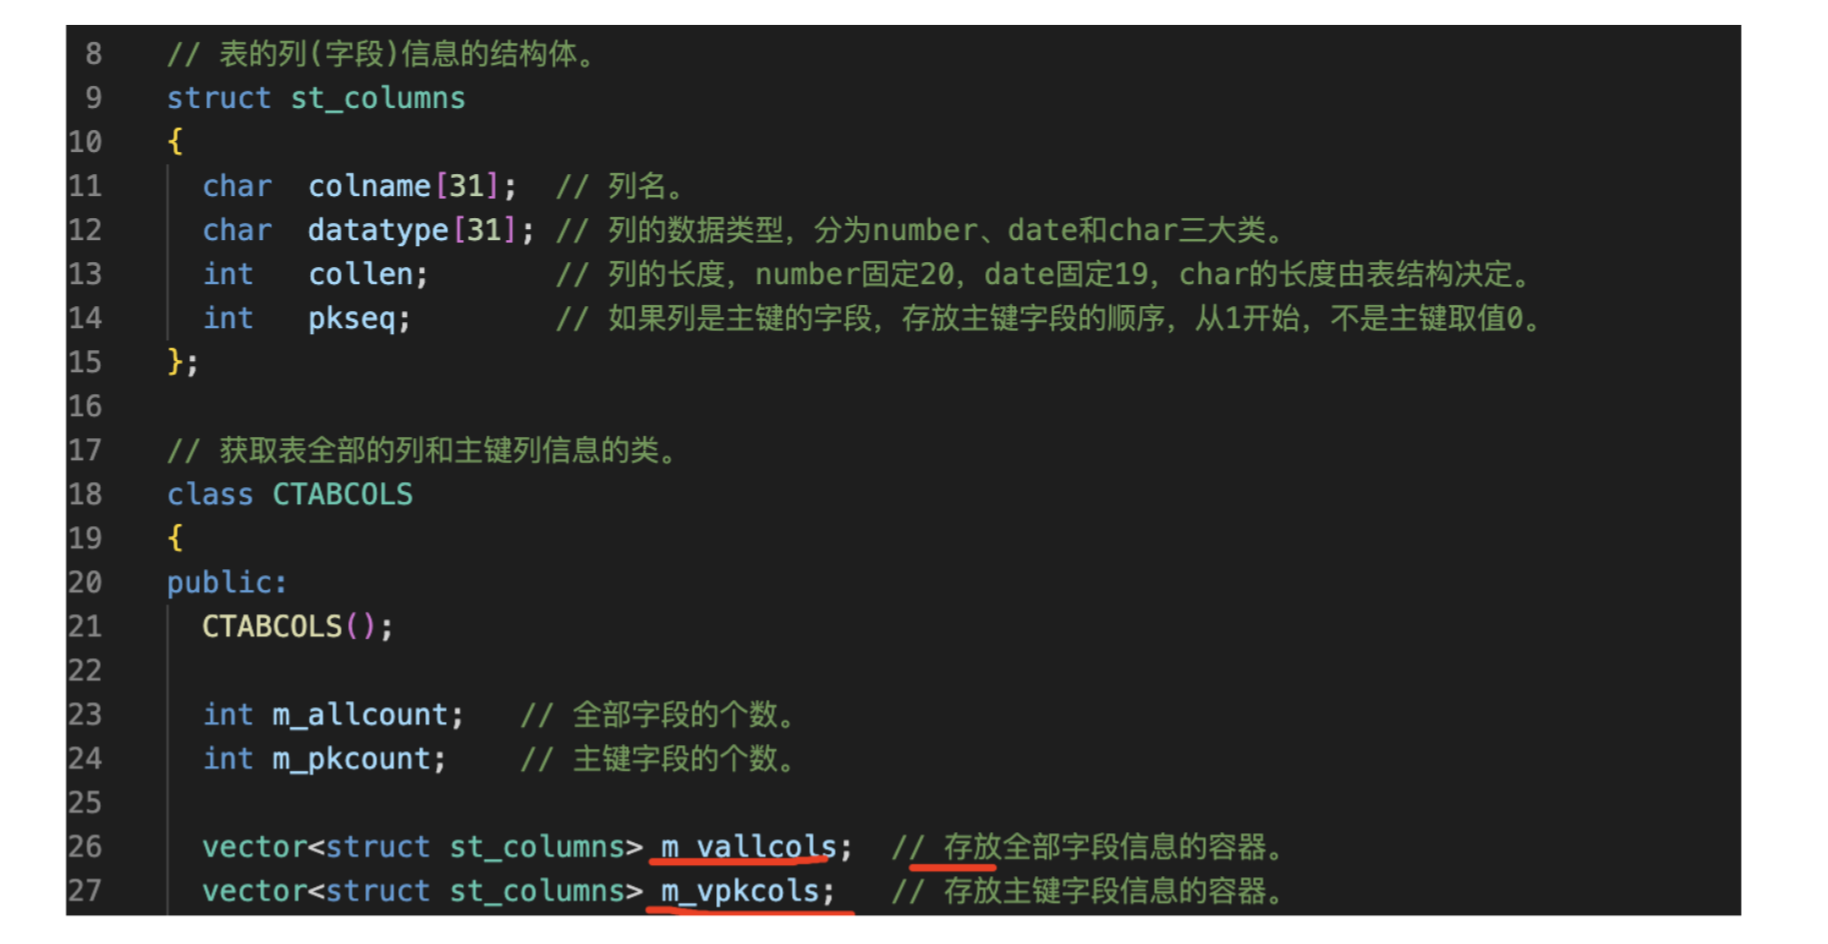 8 // 表的列(字段)信息的结构体。
9 struct st_columns
10 {
11 char colname[31]; // 列名。
12 char datatype[31]; // 列的数据类型，分为number、date和char三大类。
13 int collen; // 列的长度，number固定20，date固定19，char的长度由表结构决定。
14 int pkseq; // 如果列是主键的字段，存放主键字段的顺序，从1开始，不是主键取值0。
15 };
16
17 // 获取表全部的列和主键列信息的类。
18 class CTABCOLS
19 {
20 public:
21 CTABCOLS();
22
23 int m_allcount; // 全部字段的个数。
24 int m_pkcount; // 主键字段的个数。
25
26 vector<struct st_columns> m_vallcols; // 存放全部字段信息的容器。
27 vector<struct st_columns> m_vpkcols; // 存放主键字段信息的容器。